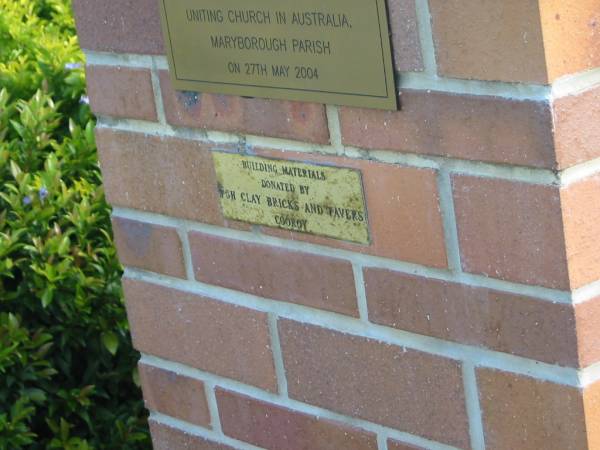 UNITING CHURCH IN AUSTRALIA,
MARYBOROUGH PARISH
ON 27TH MAY 2004
BUILDING MATERIALS
DONATED BY
CLAY BRICKS AND PAVERS
COOROY